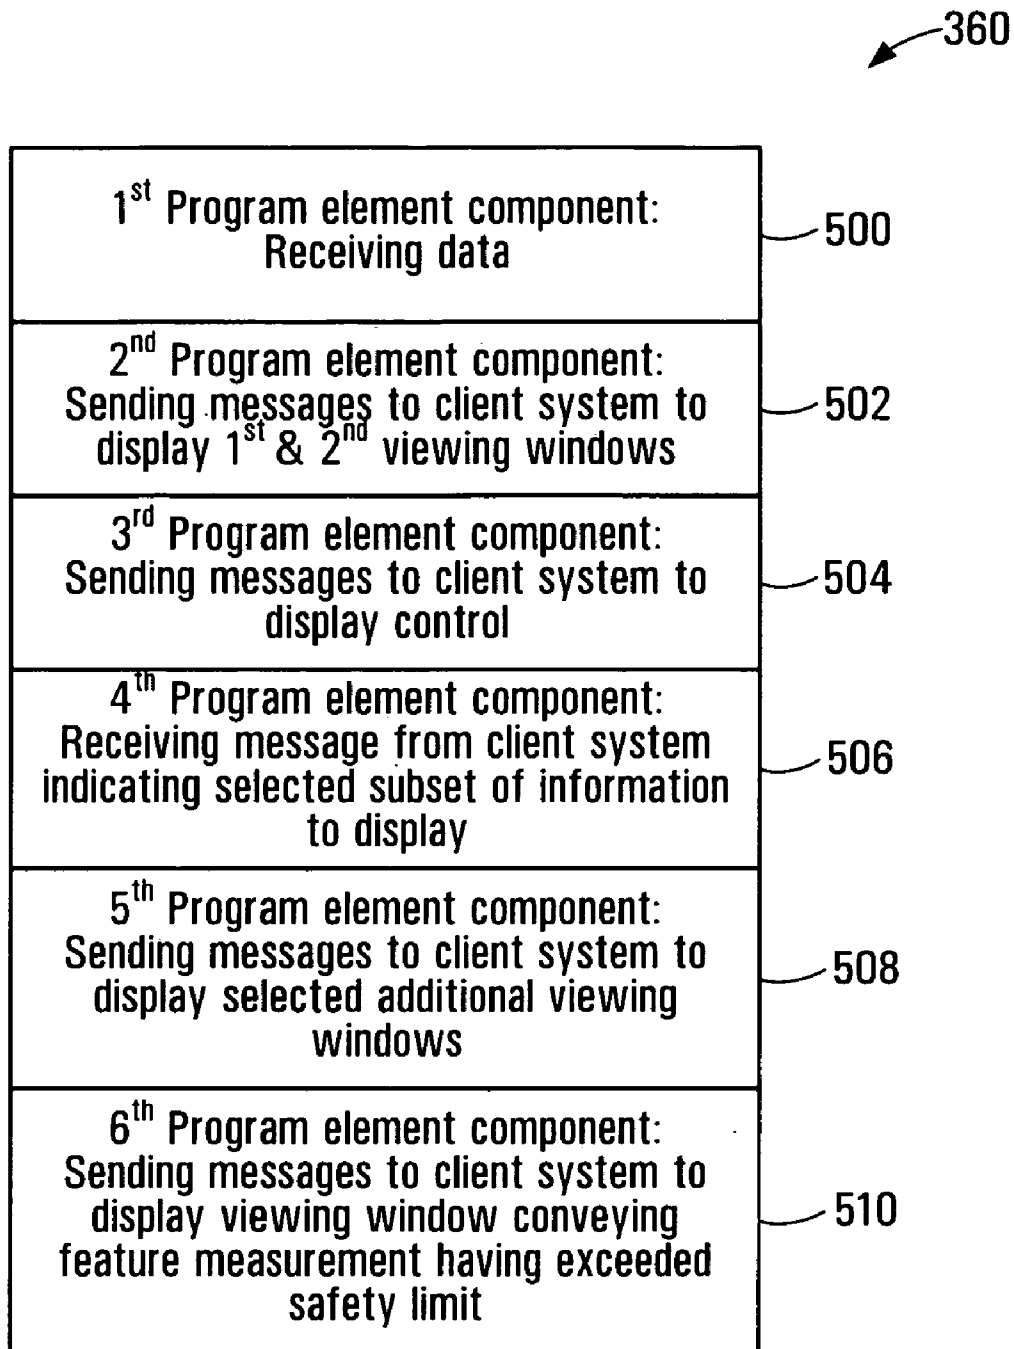 360
1st Program element component:
Receiving data
500
2nd Program element component:
Sending messages to client system to
display 1st & 2nd viewing windows
502
3rd Program element component:
Sending messages to client system to
display control
504
4th Program element component:
Receiving message from client system
indicating selected subset of information
to display
506
5th Program element component:
Sending messages to client system to
display selected additional viewing
windows
508
6th Program element component:
Sending messages to client system to
display viewing window conveying
feature measurement having exceeded
safety limit
510